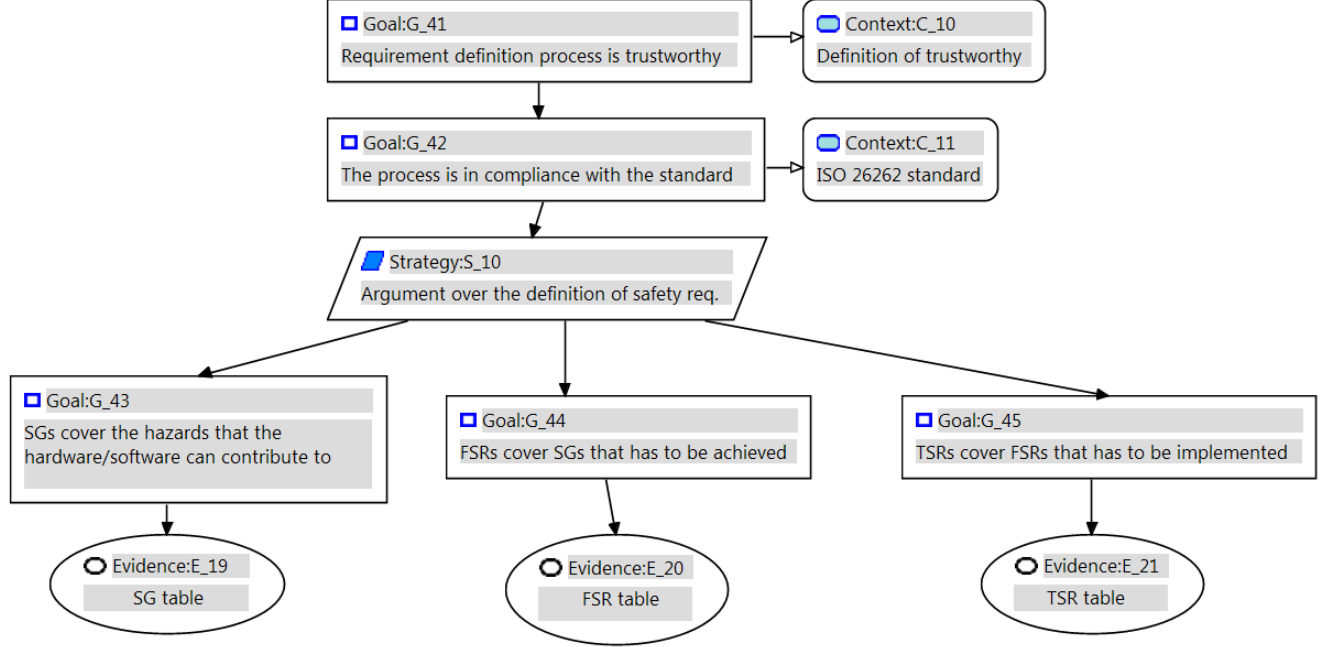 Goal:G_41
Requirement definition process is trustworthy
Context:C_10
Definition of trustworthy
Goal:G_42
The process is in compliance with the standard
Context:C_11
ISO 26262 standard
Strategy:S_10
Argument over the definition of safety req.
Goal:G_43
SGs cover the hazards that the
hardware/software can contribute to
Goal:G_44
FSRs cover SGs that has to be achieved
Goal:G_45
TSRs cover FSRs that has to be implemented
Evidence:E_19
SG table
Evidence:E_20
FSR table
Evidence:E_21
TSR table